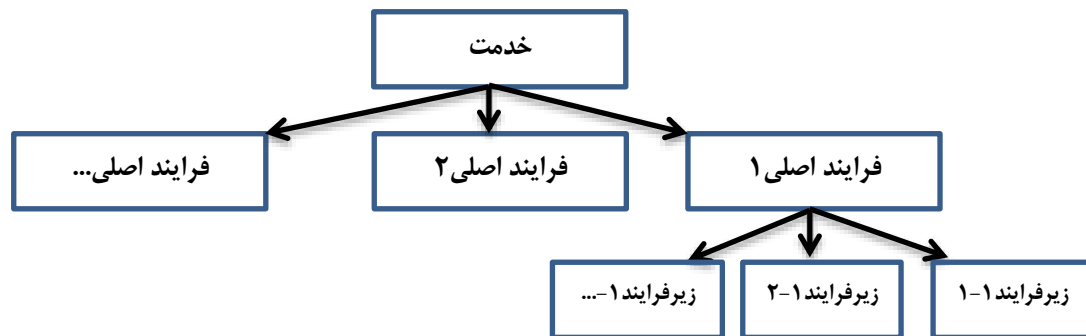 خدمت
فرایند اصلی۱
فرایند اصلی۲
فرایند اصلی...
زیرفرایند۱-۱
زیرفرایند۱-۲
زیرفرایند۱-...